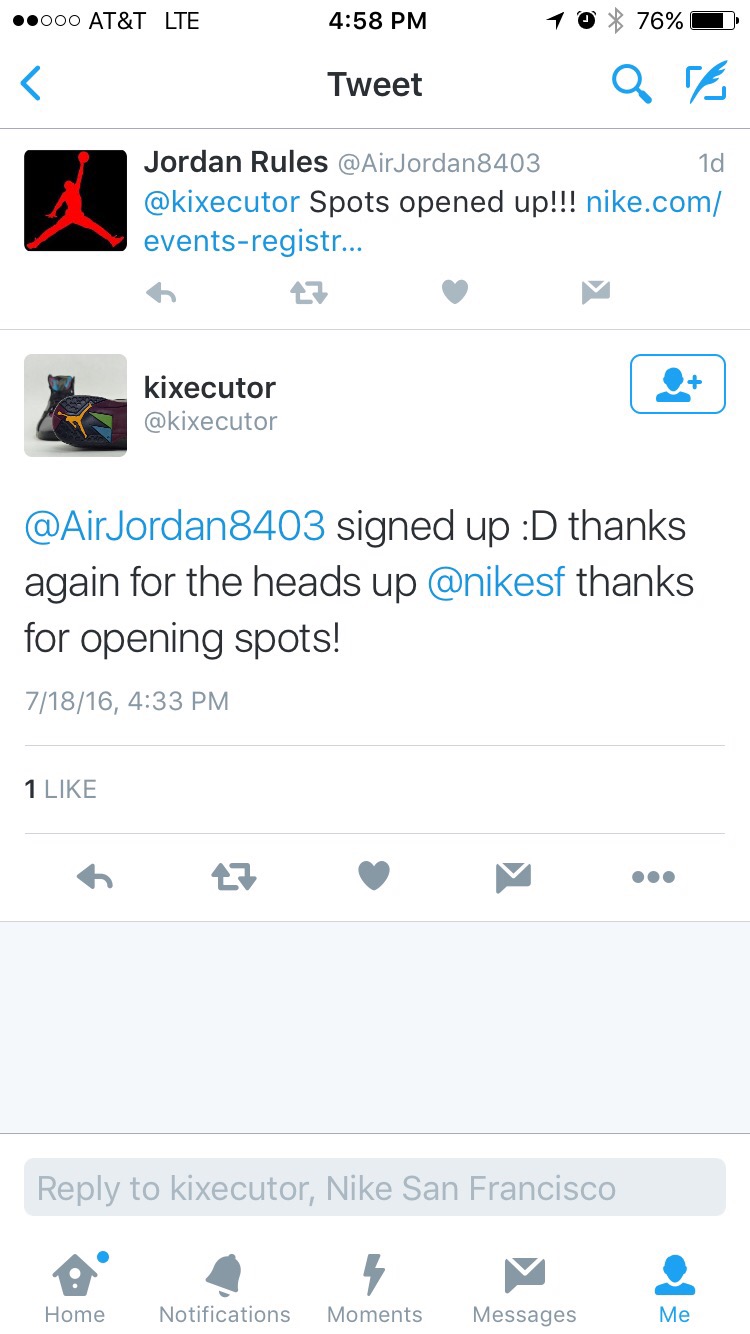 AT&T LTE 4:58 PM 76%
Tweet
Jordan Rules @AirJordan8403 1d
@kixecutor Spots opened up!!! nike.com/
events-registr...
kixecutor
@kixecutor
@AirJordan8403 signed up :D thanks
again for the heads up @nikesf thanks
for opening spots!
7/18/16, 4:33 PM
1 LIKE
Reply to kixecutor, Nike San Francisco
Home Notifications Moments Messages Me